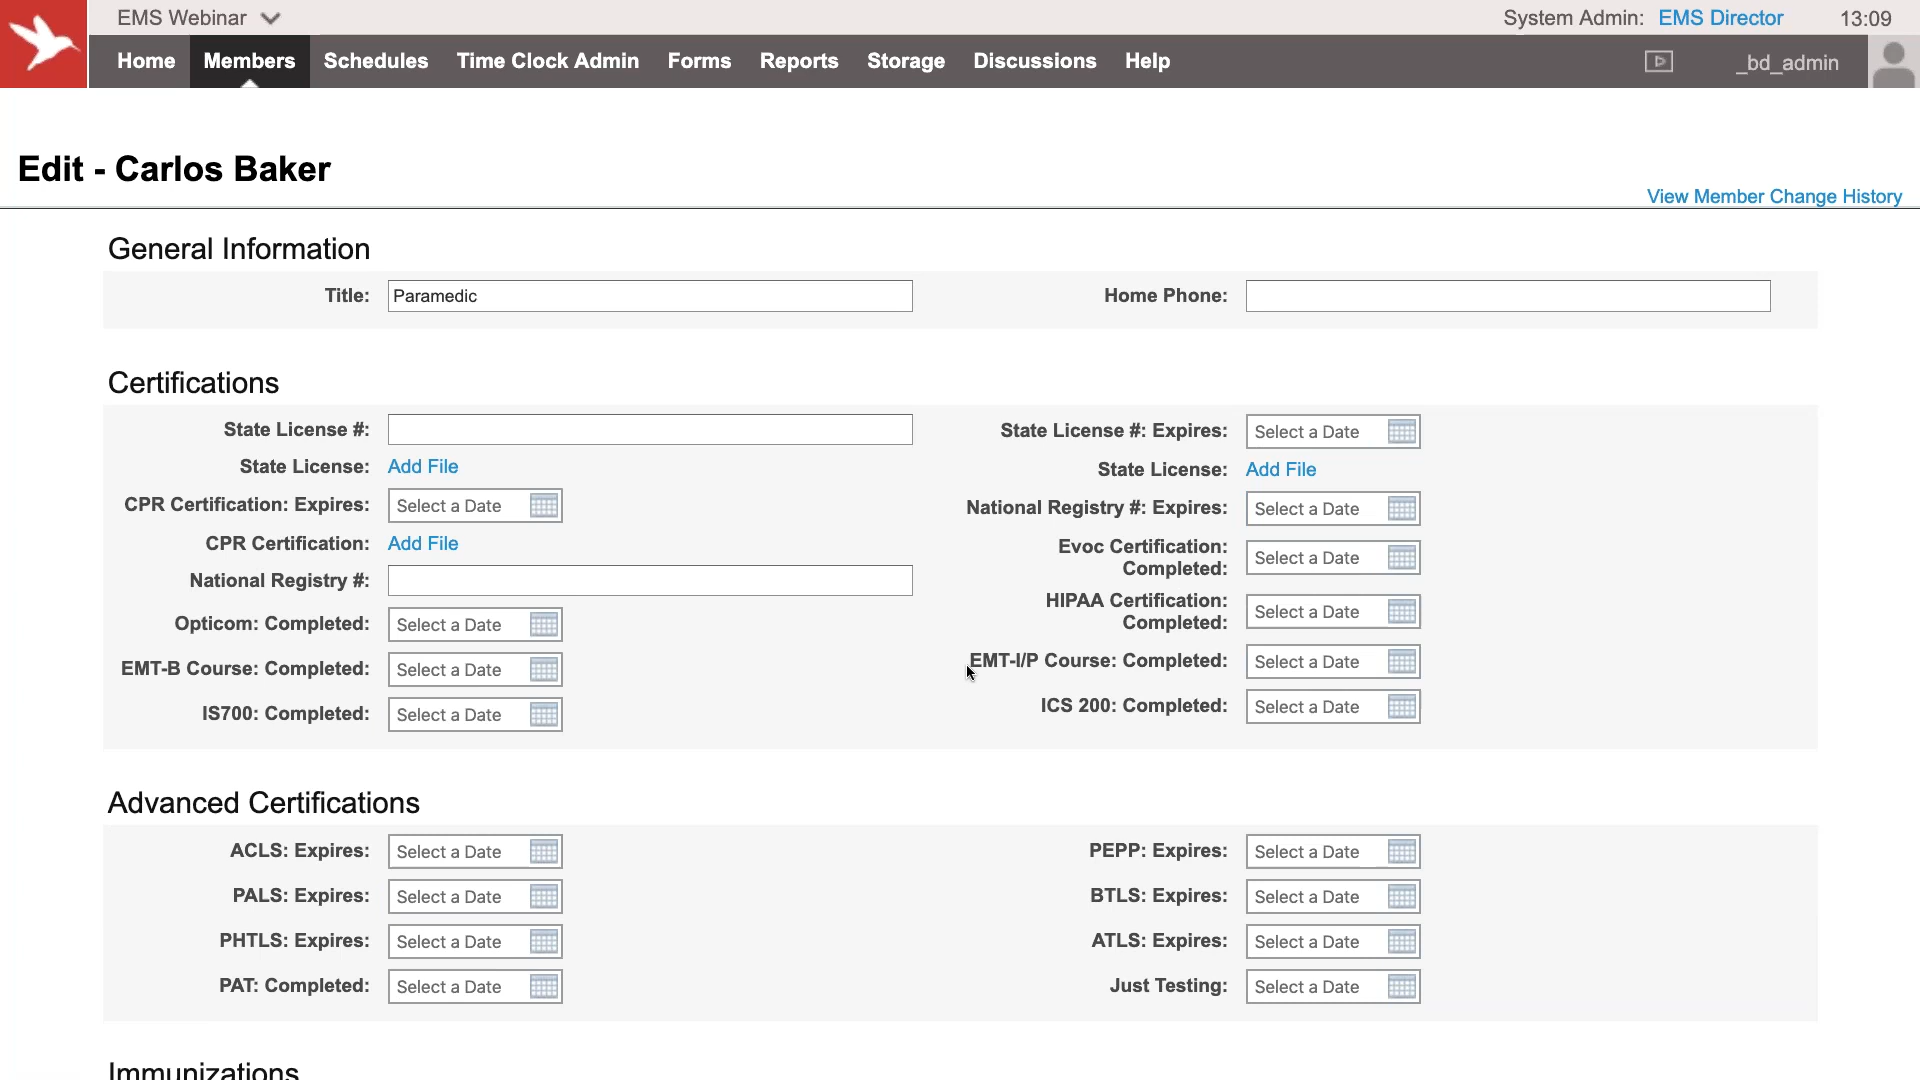 EMS Webinar
System Admin: EMS Director 13:09
Home Members Schedules Time Clock Admin Forms Reports Storage Discussions Help _bd_admin
Edit - Carlos Baker
View Member Change History
General Information
Title: Paramedic Home Phone:
Certifications
State License #: State License #: Expires: Select a Date
State License: Add File State License: Add File
CPR Certification: Expires: Select a Date National Registry #: Expires: Select a Date
CPR Certification: Add File Evoc Certification:
Completed: Select a Date
National Registry #: HIPAA Certification:
Completed: Select a Date
Opticom: Completed: Select a Date
EMT-B Course: Completed: Select a Date EMT-I/P Course: Completed: Select a Date
IS700: Completed: Select a Date ICS 200: Completed: Select a Date
Advanced Certifications
ACLS: Expires: Select a Date PEPP: Expires: Select a Date
PALS: Expires: Select a Date BTLS: Expires: Select a Date
PHTLS: Expires: Select a Date ATLS: Expires: Select a Date
PAT: Completed: Select a Date Just Testing: Select a Date
Immunizations